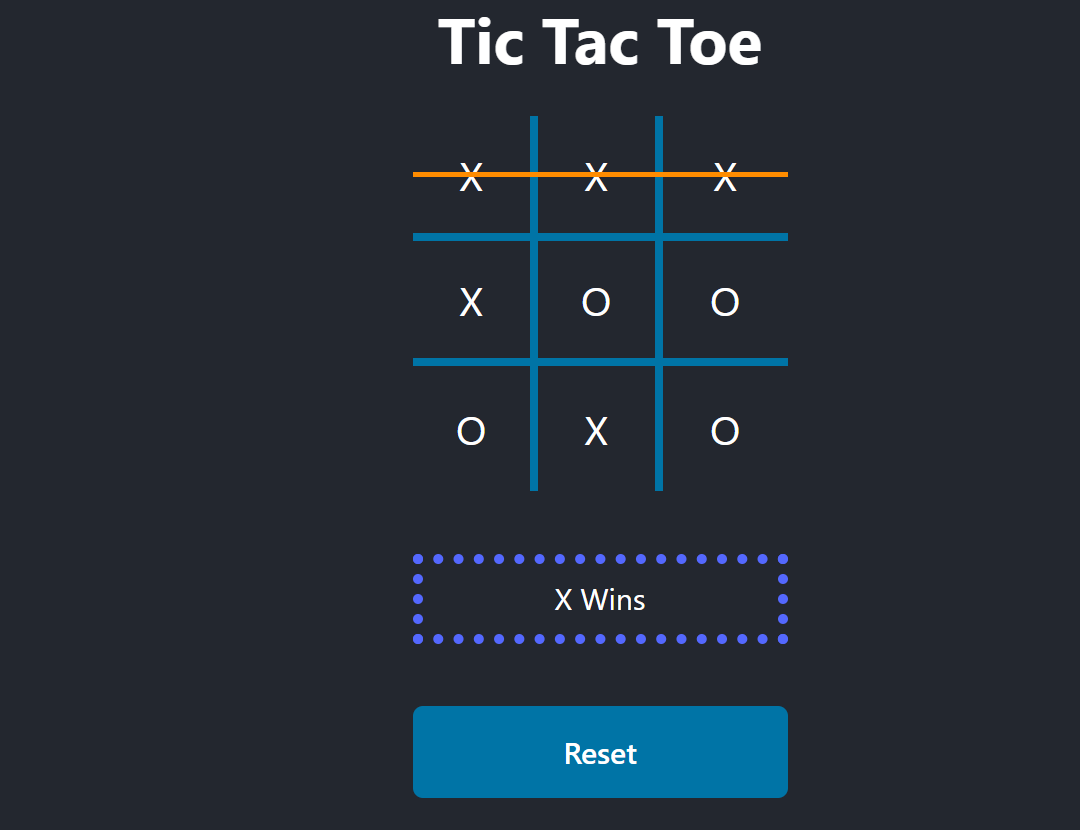 Tic Tac Toe
X X X
X O O
O X O
X Wins
Reset